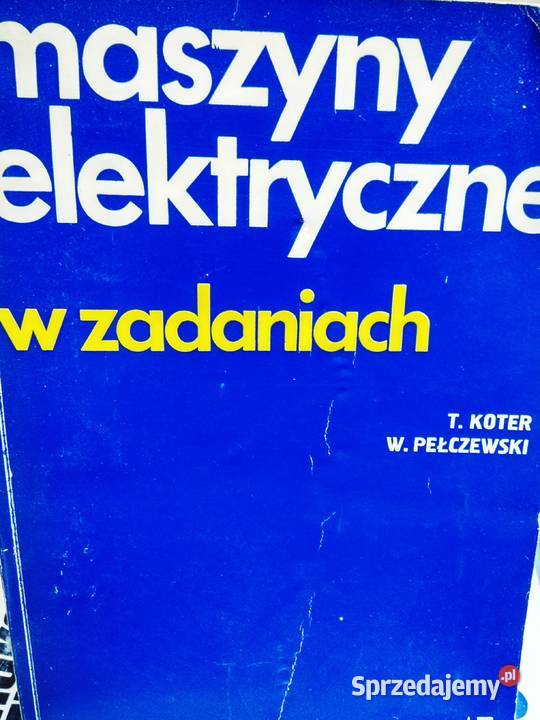 maszyny
elektryczne
w zadaniach
T. KOTER
W. PEŁCZEWSKI
Sprzedajemy.pl